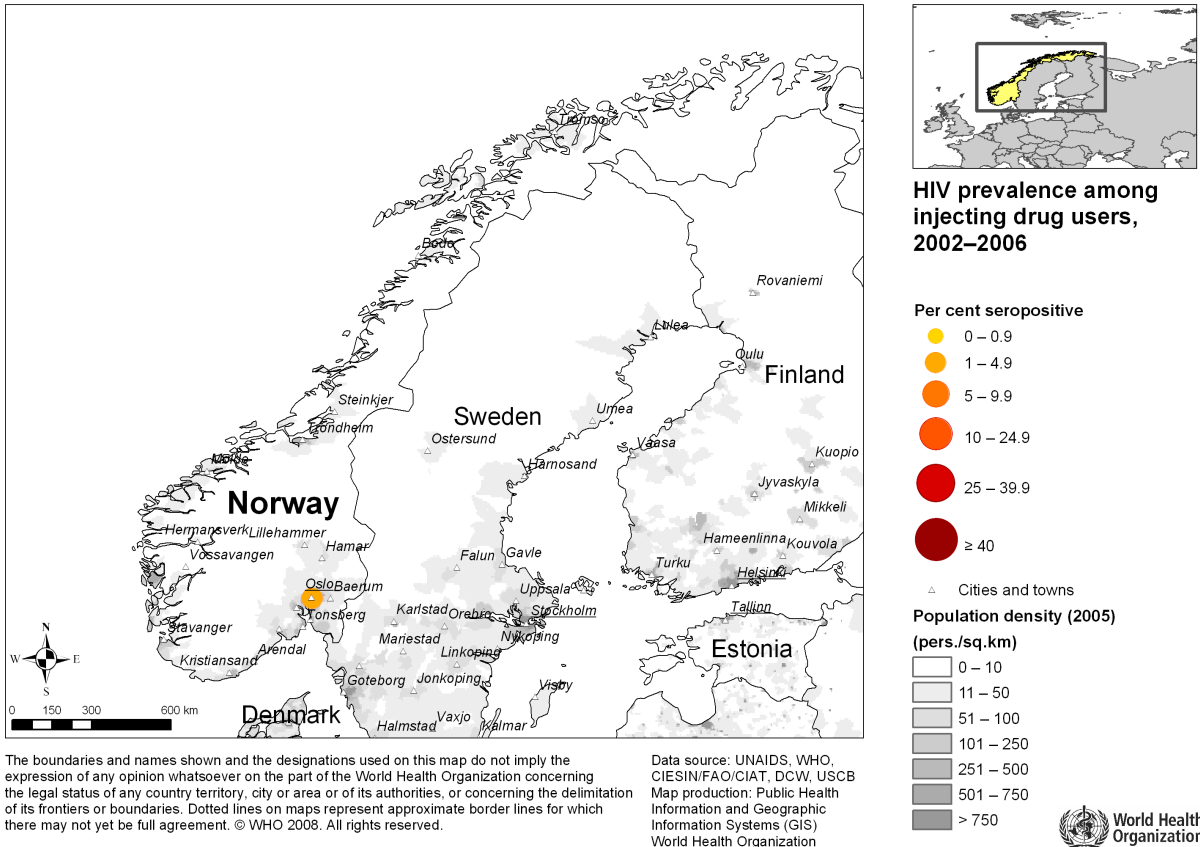 HIV prevalence among
injecting drug users,
2002–2006
Per cent seropositive
0 – 0.9
1 – 4.9
5 – 9.9
10 – 24.9
25 – 39.9
≥ 40
Cities and towns
Population density (2005)
(pers./sq.km)
0 – 10
11 – 50
51 – 100
101 – 250
251 – 500
501 – 750
> 750
World Health
Organization
Tromso
Bodo
Rovaniemi
Lulea
Oulu
Finland
Steinkjer
Trondheim
Sweden
Umea
Ostersund
Vaasa
Kuopio
Molde
Harnosand
Jyvaskyla
Norway
Mikkeli
Hermansverk
Lillehammer
Hamar
Hameenlinna
Kouvola
Vossavangen
Falun
Gavle
Turku
Helsinki
Oslo
Baerum
Uppsala
Tonsberg
Karlstad
Orebro
Stockholm
Tallinn
Stavanger
Mariestad
Nykoping
Arendal
Linkoping
Estonia
Kristiansand
Goteborg
Jonkoping
Visby
Denmark
Halmstad
Vaxjo
Kalmar
N
W
E
S
0 150 300 600 km
The boundaries and names shown and the designations used on this map do not imply the
expression of any opinion whatsoever on the part of the World Health Organization concerning
the legal status of any country territory, city or area or of its authorities, or concerning the delimitation
of its frontiers or boundaries. Dotted lines on maps represent approximate border lines for which
there may not yet be full agreement. © WHO 2008. All rights reserved.
Data source: UNAIDS, WHO,
CIESIN/FAO/CIAT, DCW, USCB
Map production: Public Health
Information and Geographic
Information Systems (GIS)
World Health Organization